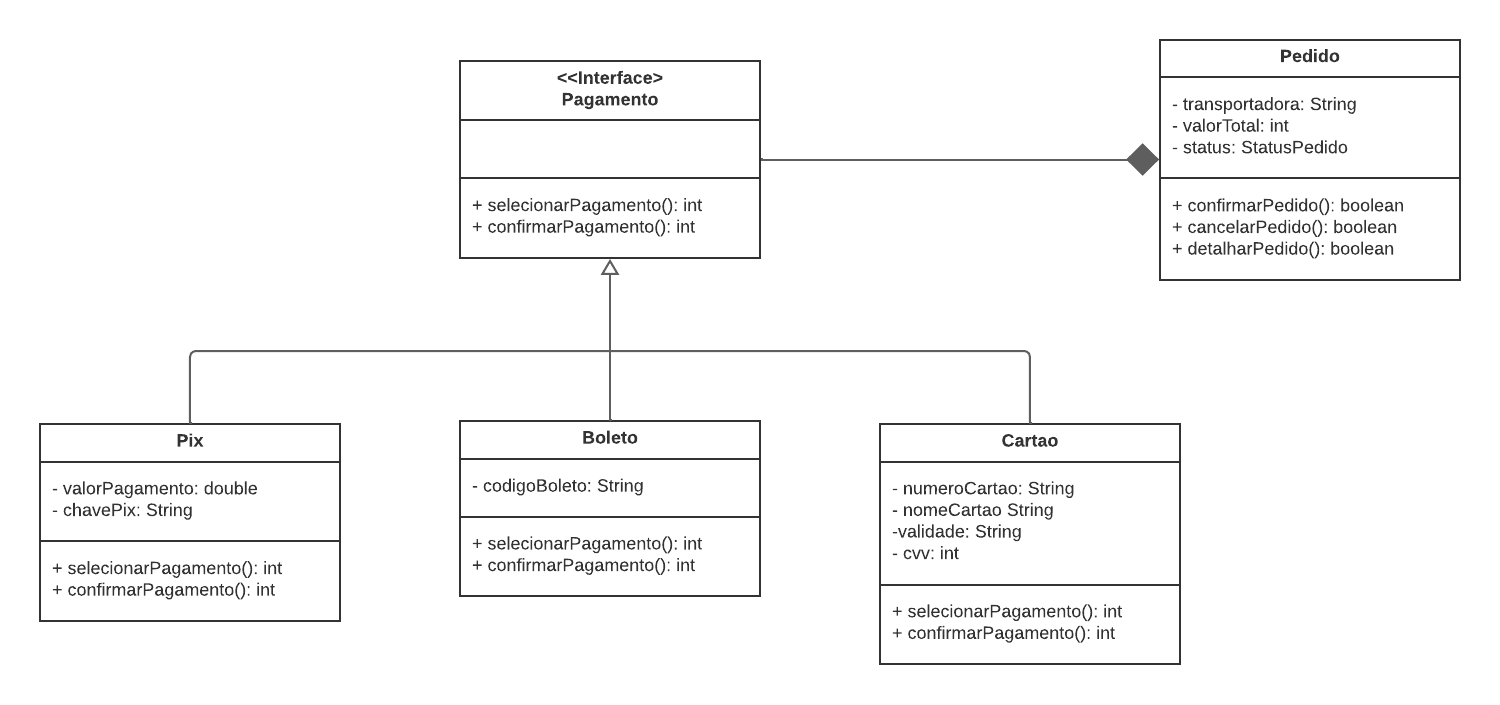 <<Interface>
Pagamento
+ selecionarPagamento(): int
+ confirmarPagamento(): int
Pedido
- transportadora: String
- valorTotal: int
- status: StatusPedido
+ confirmarPedido(): boolean
+ cancelarPedido(): boolean
+ detalharPedido(): boolean
Pix
- valorPagamento: double
- chavePix: String
+ selecionarPagamento(): int
+ confirmarPagamento(): int
Boleto
- codigoBoleto: String
+ selecionarPagamento(): int
+ confirmarPagamento(): int
Cartao
- numeroCartao: String
- nomeCartao String
-validade: String
- cvv: int
+ selecionarPagamento(): int
+ confirmarPagamento(): int